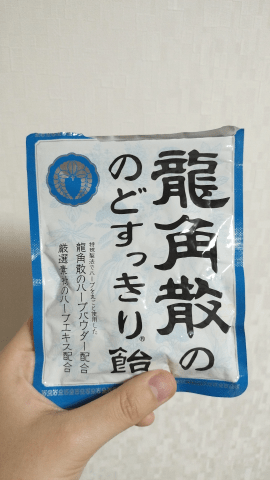 龍角散の
のどすっきり飴®
特殊製法でハーブをまるごと使用した
龍角散のハーブパウダー配合
厳選素材のハーブエキス配合